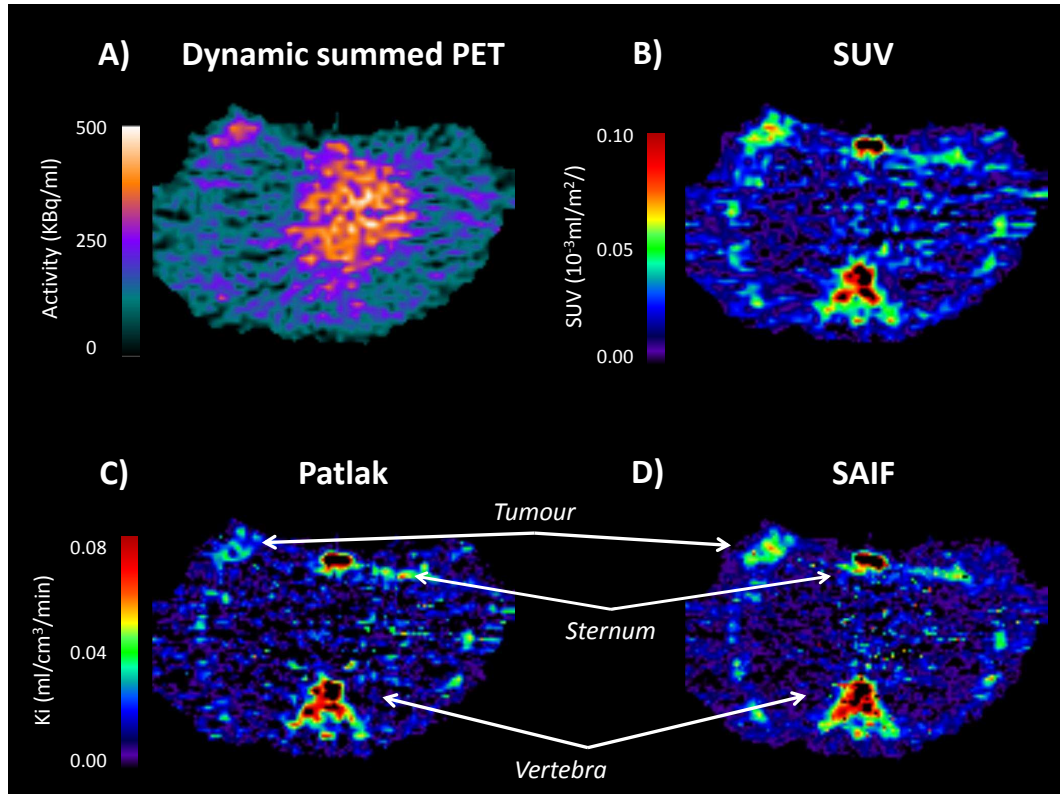 A) Dynamic summed PET
B) SUV
500
250
0
Activity (KBq/ml)
0.10
0.05
0.00
SUV (10⁻³ml/m²/)
C) Patlak
D) SAIF
Tumour
Sternum
Vertebra
0.08
0.04
0.00
Ki (ml/cm³/min)